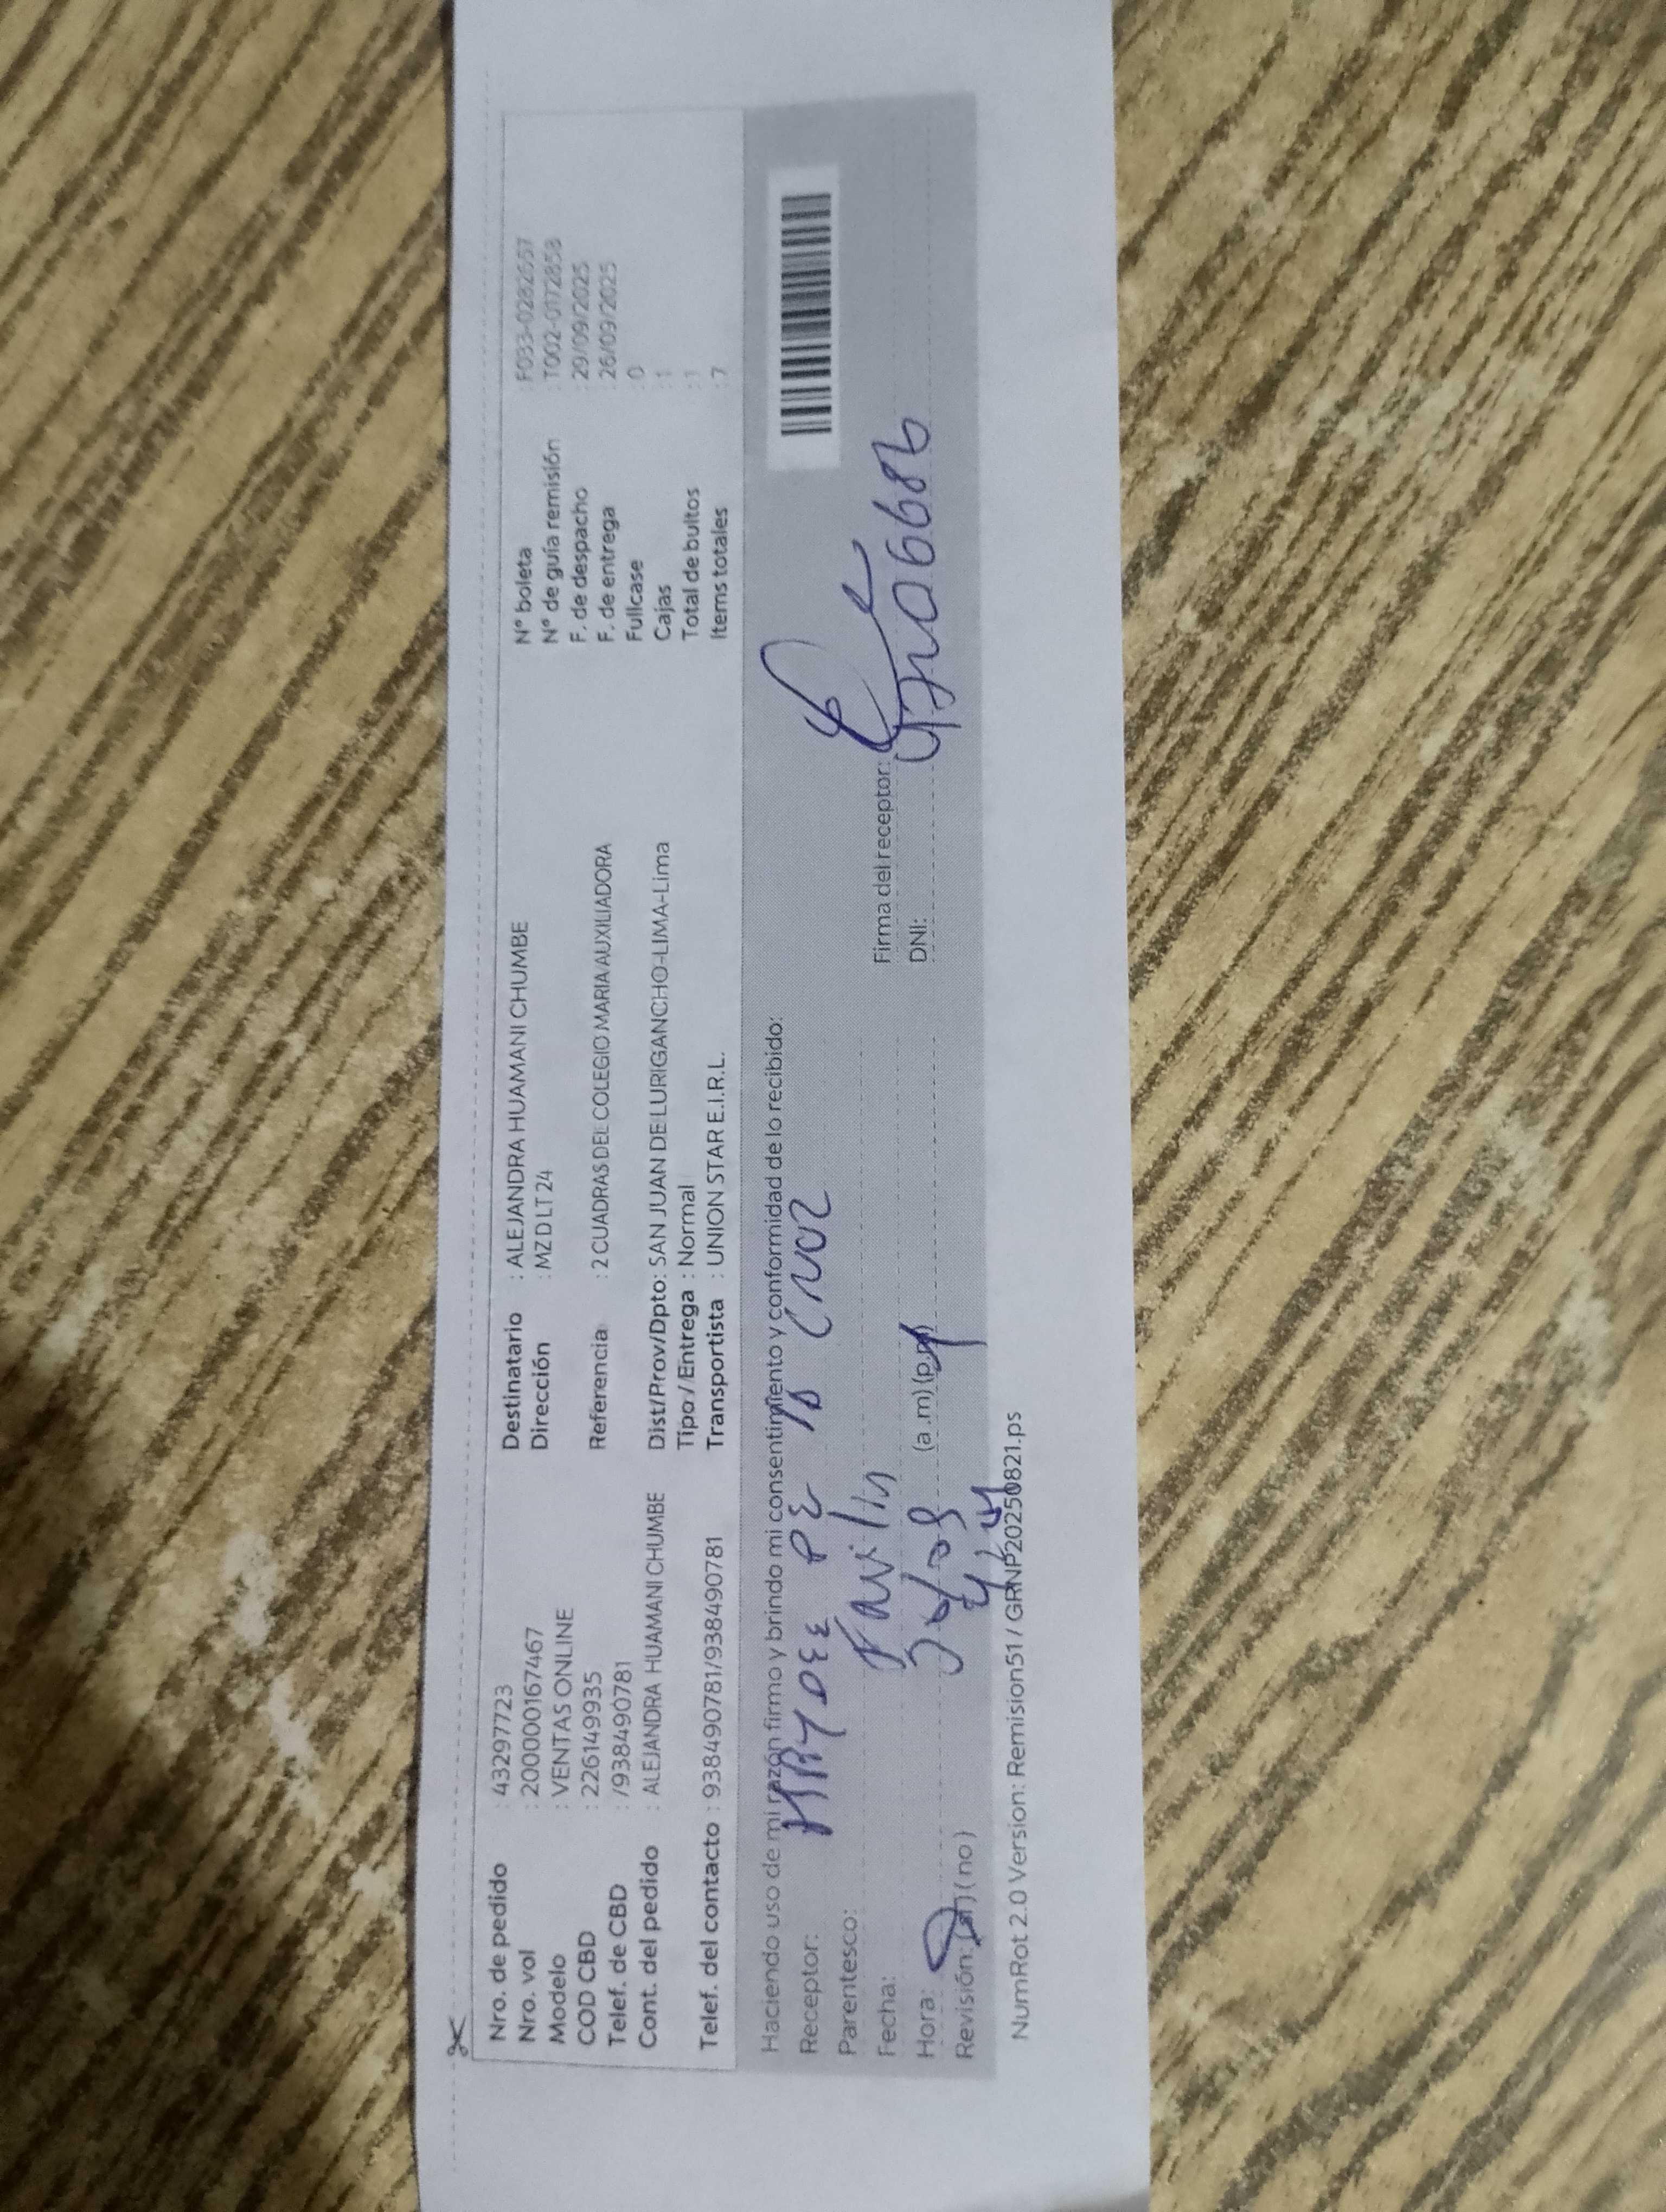 Nro. de pedido : 43297723
Nro. vol : 2000000167467
Modelo : VENTAS ONLINE
COD CBD : 226149935
Telef. de CBD : /938490781
Cont. del pedido : ALEJANDRA HUAMANI CHUMBE
Telef. del contacto : 938490781/938490781
Destinatario : ALEJANDRA HUAMANI CHUMBE
Dirección : MZ D LT 24
Referencia : 2 CUADRAS DEL COLEGIO MARIA AUXILIADORA
Dist/Prov/Dpto: SAN JUAN DE LURIGANCHO-LIMA-Lima
Tipo / Entrega : Normal
Transportista : UNION STAR E.I.R.L.
N° boleta : F033-0282657
N° de guía remisión : T002-0172858
F. de despacho : 29/09/2025
F. de entrega : 26/09/2025
Fullcase : 0
Cajas : 1
Total de bultos : 1
Items totales : 7
Haciendo uso de mi razón firmo y brindo mi consentimiento y conformidad de lo recibido:
Receptor:
Parentesco:
Fecha:
Hora: (a .m) (p.m)
Revisión: (si) (no)
Firma del receptor:
DNI:
NumRot 2.0 Version: Remision51 / GRNP20250821.ps